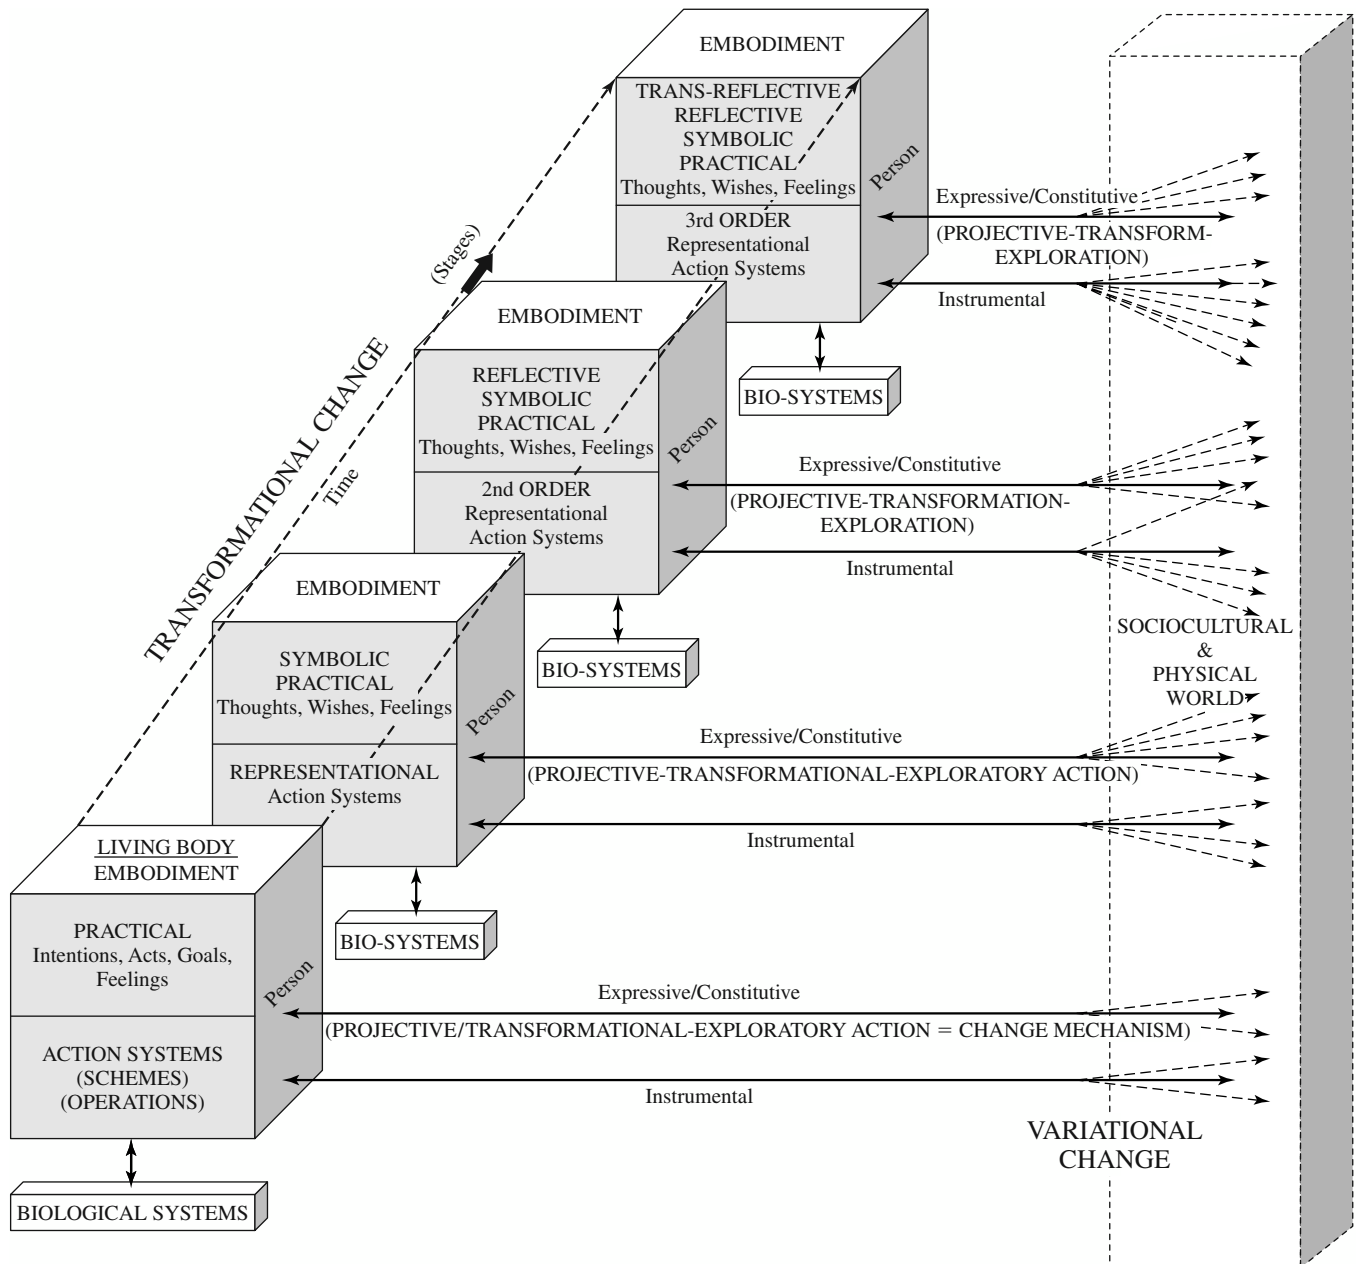 EMBODIMENT
TRANS-REFLECTIVE
REFLECTIVE
SYMBOLIC
PRACTICAL
Thoughts, Wishes, Feelings
3rd ORDER
Representational
Action Systems
Person
Expressive/Constitutive
(PROJECTIVE-TRANSFORM-
EXPLORATION)
Instrumental
BIO-SYSTEMS
(Stages)
TRANSFORMATIONAL CHANGE
Time
EMBODIMENT
REFLECTIVE
SYMBOLIC
PRACTICAL
Thoughts, Wishes, Feelings
2nd ORDER
Representational
Action Systems
Person
Expressive/Constitutive
(PROJECTIVE-TRANSFORMATION-
EXPLORATION)
Instrumental
BIO-SYSTEMS
SOCIOCULTURAL
&
PHYSICAL
WORLD
EMBODIMENT
SYMBOLIC
PRACTICAL
Thoughts, Wishes, Feelings
REPRESENTATIONAL
Action Systems
Person
Expressive/Constitutive
(PROJECTIVE-TRANSFORMATIONAL-EXPLORATORY ACTION)
Instrumental
BIO-SYSTEMS
LIVING BODY
EMBODIMENT
PRACTICAL
Intentions, Acts, Goals,
Feelings
ACTION SYSTEMS
(SCHEMES)
(OPERATIONS)
Person
Expressive/Constitutive
(PROJECTIVE/TRANSFORMATIONAL-EXPLORATORY ACTION = CHANGE MECHANISM)
Instrumental
VARIATIONAL
CHANGE
BIOLOGICAL SYSTEMS